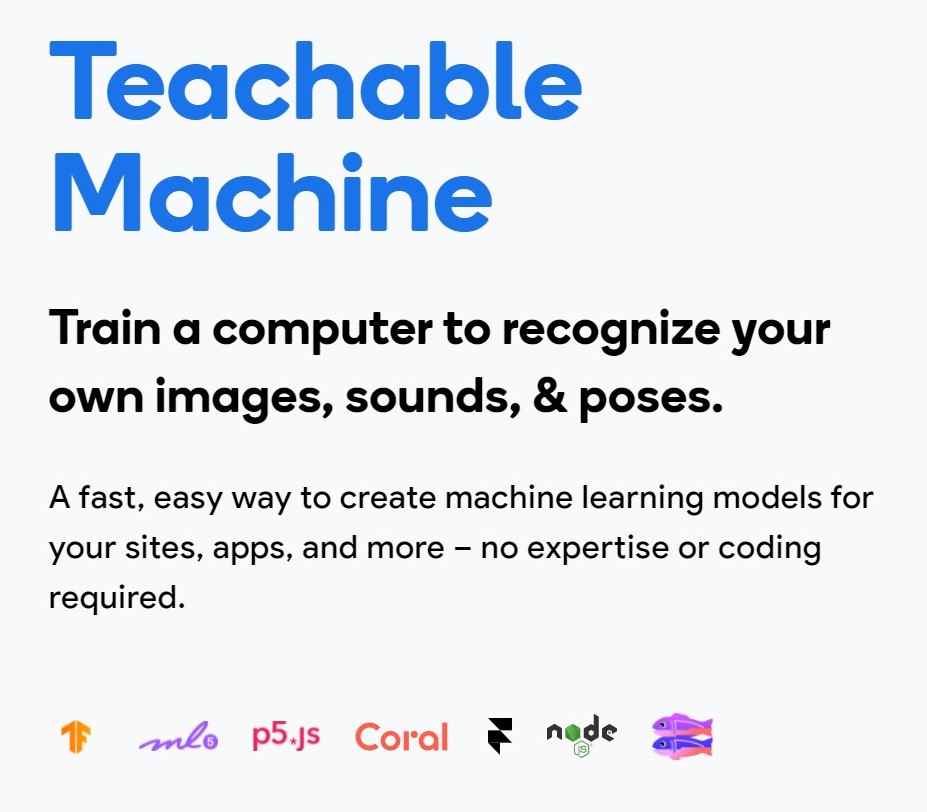 Teachable
Machine
Train a computer to recognize your
own images, sounds, & poses.
A fast, easy way to create machine learning models for
your sites, apps, and more – no expertise or coding
required.
TF ml5 p5.js Coral node JS